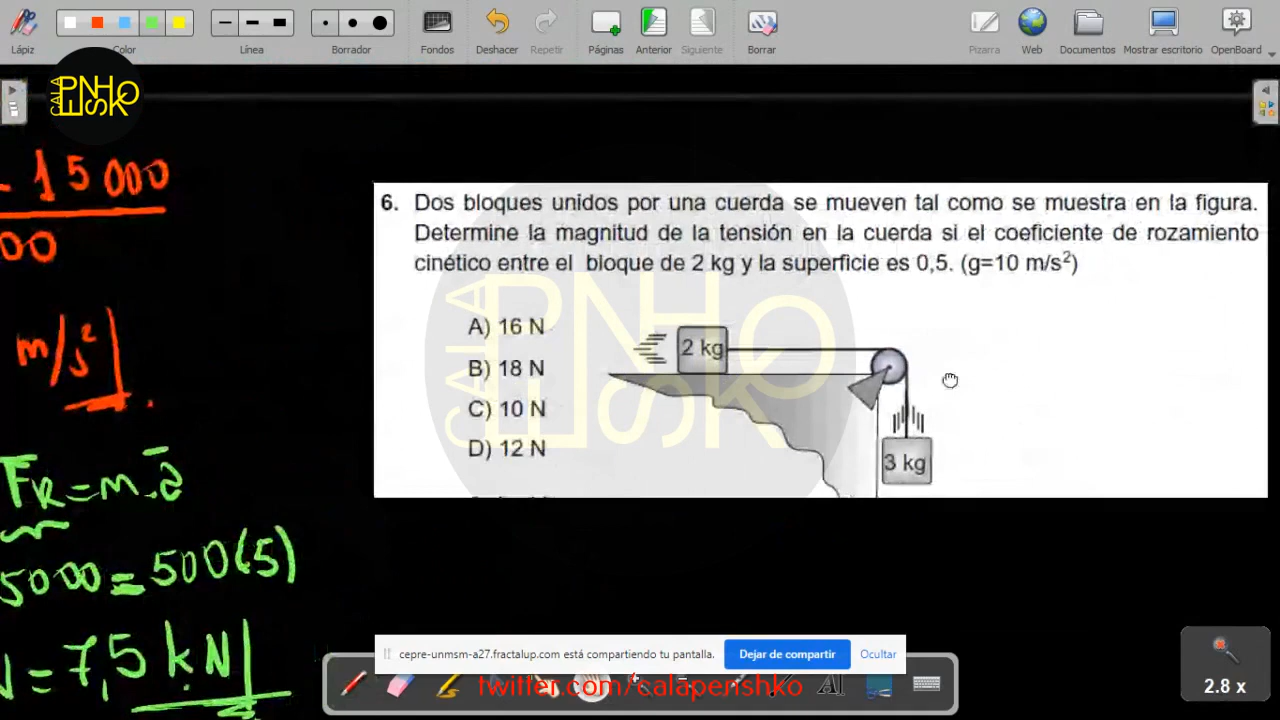 Lápiz
Color
Línea
Borrador
Fondos
Deshacer
Repetir
Páginas
Anterior
Siguiente
Borrar
Pizarra
Web
Documentos
Mostrar escritorio
OpenBoard
CALA
PENSHKO
- 15 000
00
m/s²
FR = m.a
5000 = 500(5)
N = 7,5 kN
6. Dos bloques unidos por una cuerda se mueven tal como se muestra en la figura.
Determine la magnitud de la tensión en la cuerda si el coeficiente de rozamiento
cinético entre el bloque de 2 kg y la superficie es 0,5. (g=10 m/s²)
A) 16 N
B) 18 N
C) 10 N
D) 12 N
2 kg
3 kg
cepre-unmsm-a27.fractalup.com está compartiendo tu pantalla.
Dejar de compartir
Ocultar
twitter.com/calapenshko
2.8 x